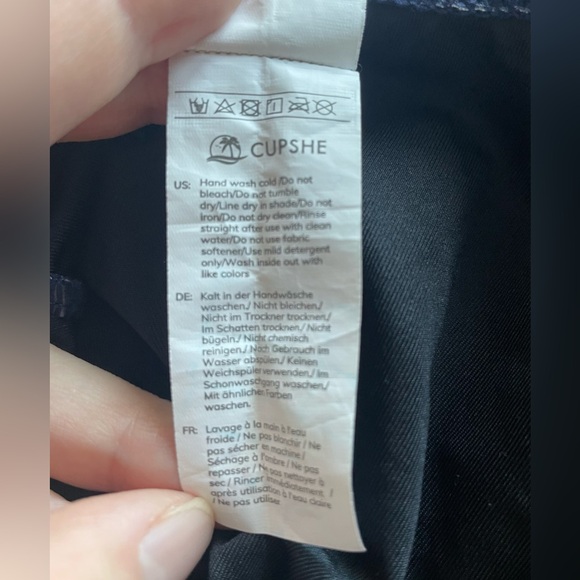 CUPSHE
US: Hand wash cold/Do not
bleach/Do not tumble
dry/Line dry in shade/Do not
Iron/Do not dry clean/Rinse
straight after use with clean
water/Do not use fabric
softener/Use mild detergent
only/Wash inside out with
like colors
DE: Kalt in der Handwäsche
waschen./ Nicht bleichen./
Nicht im Trockner trocknen./
Im Schatten trocknen./ Nicht
bügeln./ Nicht chemisch
reinigen./ Nach Gebrauch im
Wasser abspülen./ Keinen
Weichspüler verwenden./ Im
Schonwaschgang waschen./
Mit ähnlichen Farben
waschen.
FR: Lavage à la main à l'eau
froide / Ne pas blanchir / Ne
pas sécher en machine /
Séchage à l'ombre / Ne pas
repasser / Ne pas nettoyer à
sec / Rincer immédiatement
après utilisation à l'eau claire
/ Ne pas utiliser